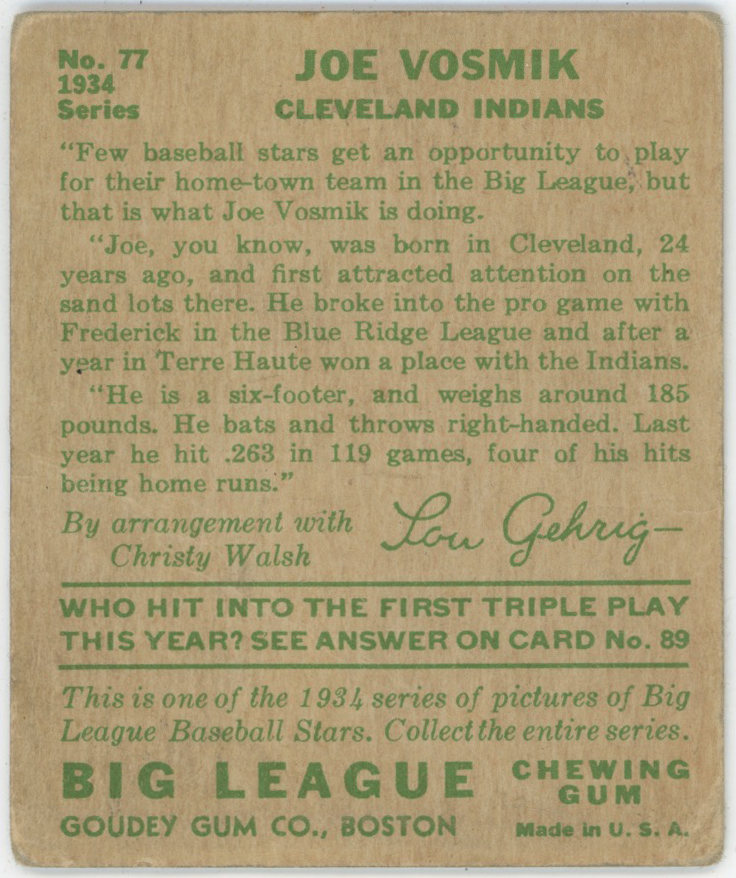 No. 77
1934
Series
JOE VOSMIK
CLEVELAND INDIANS
“Few baseball stars get an opportunity to play
for their home-town team in the Big League, but
that is what Joe Vosmik is doing.
“Joe, you know, was born in Cleveland, 24
years ago, and first attracted attention on the
sand lots there. He broke into the pro game with
Frederick in the Blue Ridge League and after a
year in Terre Haute won a place with the Indians.
“He is a six-footer, and weighs around 185
pounds. He bats and throws right-handed. Last
year he hit .263 in 119 games, four of his hits
being home runs.”
By arrangement with
Christy Walsh
Lou Gehrig—
WHO HIT INTO THE FIRST TRIPLE PLAY
THIS YEAR? SEE ANSWER ON CARD No. 89
This is one of the 1934 series of pictures of Big
League Baseball Stars. Collect the entire series.
BIG LEAGUE
CHEWING
GUM
GOUDEY GUM CO., BOSTON
Made in U. S. A.